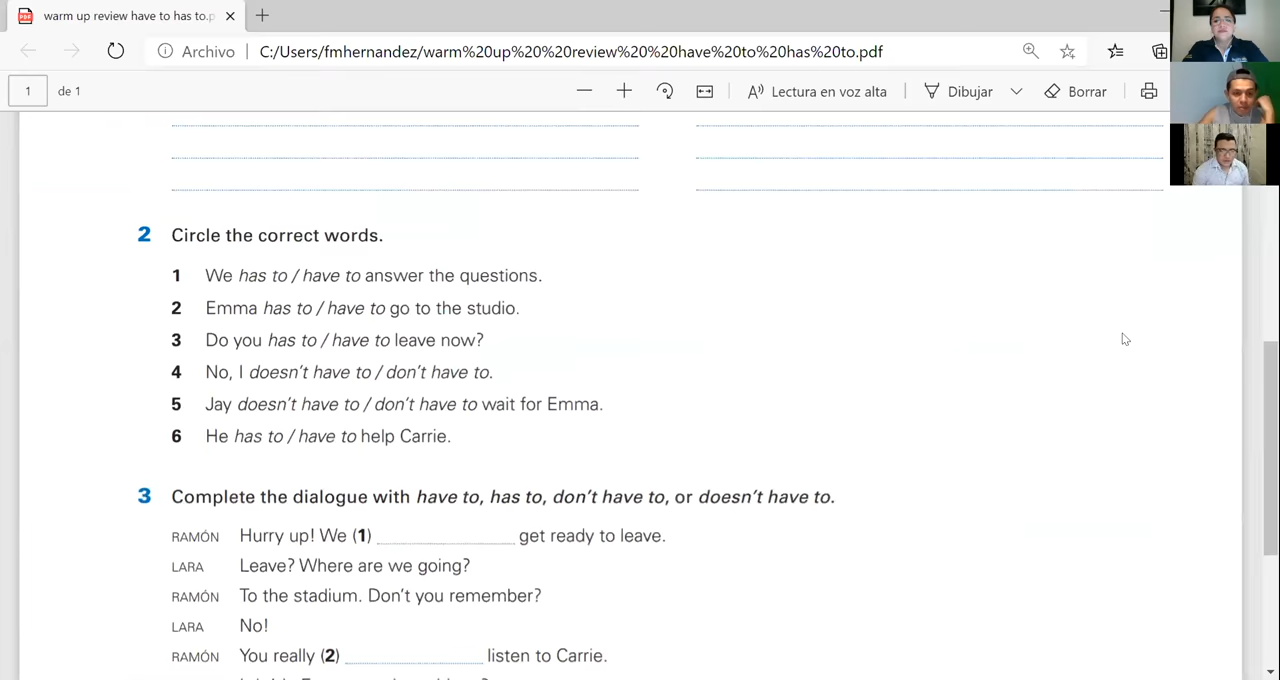 warm up review have to has to.p
Archivo
C:/Users/fmhernandez/warm%20up%20%20review%20%20have%20to%20has%20to.pdf
1
de 1
Lectura en voz alta
Dibujar
Borrar
2 Circle the correct words.
1 We has to / have to answer the questions.
2 Emma has to / have to go to the studio.
3 Do you has to / have to leave now?
4 No, I doesn't have to / don't have to.
5 Jay doesn't have to / don't have to wait for Emma.
6 He has to / have to help Carrie.
3 Complete the dialogue with have to, has to, don't have to, or doesn't have to.
RAMÓN Hurry up! We (1) get ready to leave.
LARA Leave? Where are we going?
RAMÓN To the stadium. Don't you remember?
LARA No!
RAMÓN You really (2) listen to Carrie.